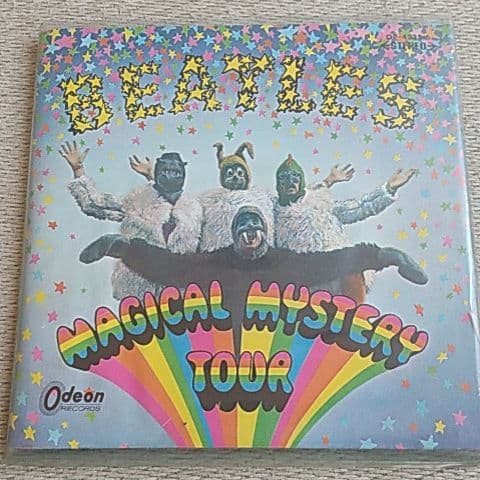 STEREO
BEATLES
MAGICAL MYSTERY
TOUR
Odeon
RECORDS